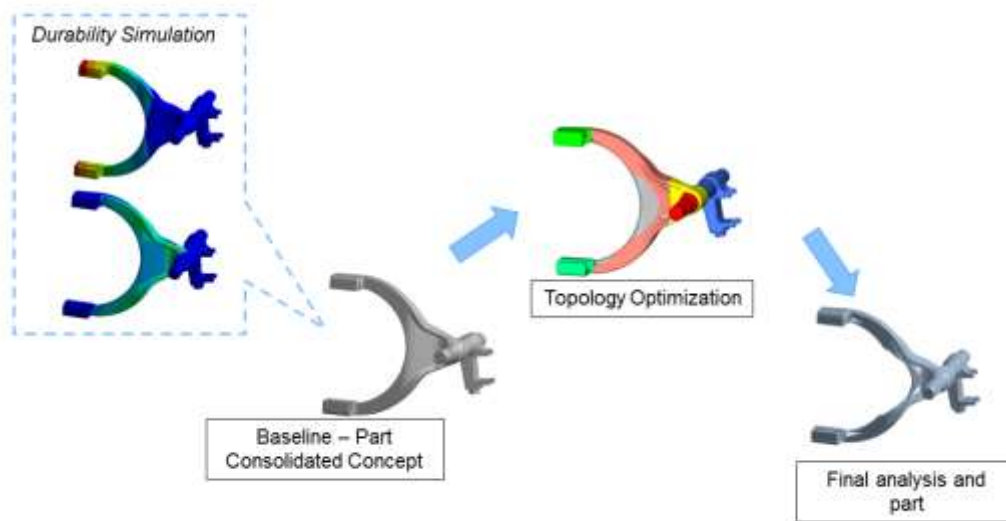 Durability Simulation
Topology Optimization
Baseline – Part
Consolidated Concept
Final analysis and
part